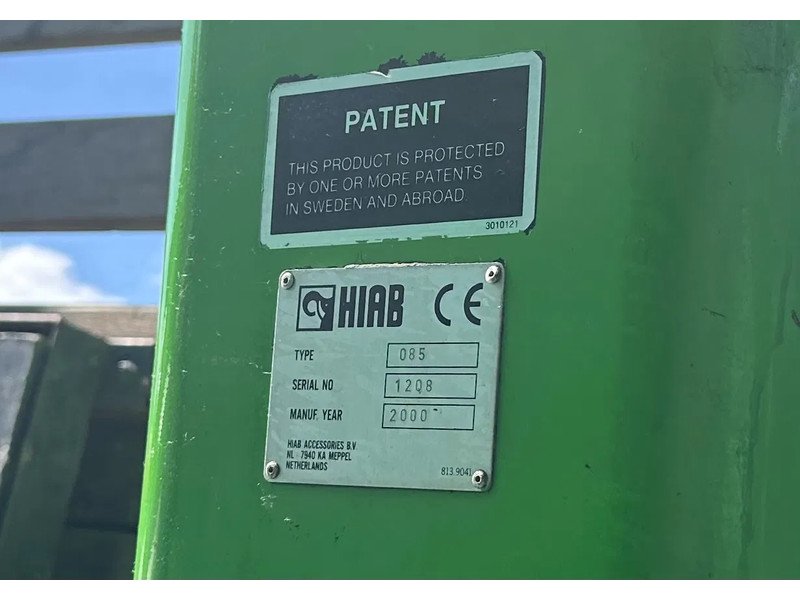 PATENT
THIS PRODUCT IS PROTECTED
BY ONE OR MORE PATENTS
IN SWEDEN AND ABROAD
3010121
HIAB CE
TYPE 085
SERIAL NO 1208
MANUF. YEAR 2000
HIAB ACCESSORIES B.V.
NL - 7940 KA MEPPEL
NETHERLANDS
813.9041